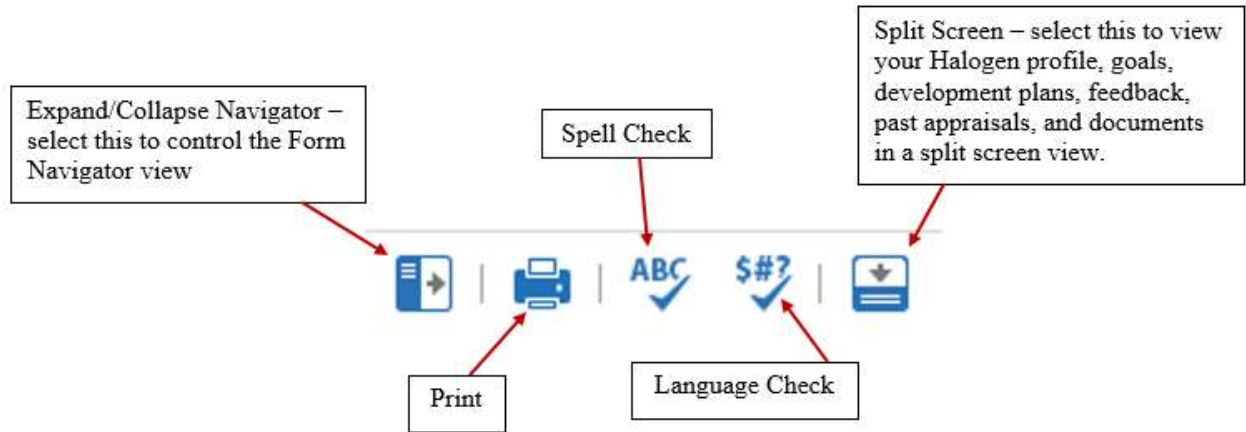 Split Screen – select this to view
your Halogen profile, goals,
development plans, feedback,
past appraisals, and documents
in a split screen view.
Expand/Collapse Navigator –
select this to control the Form
Navigator view
Spell Check
ABC
$#?
Print
Language Check